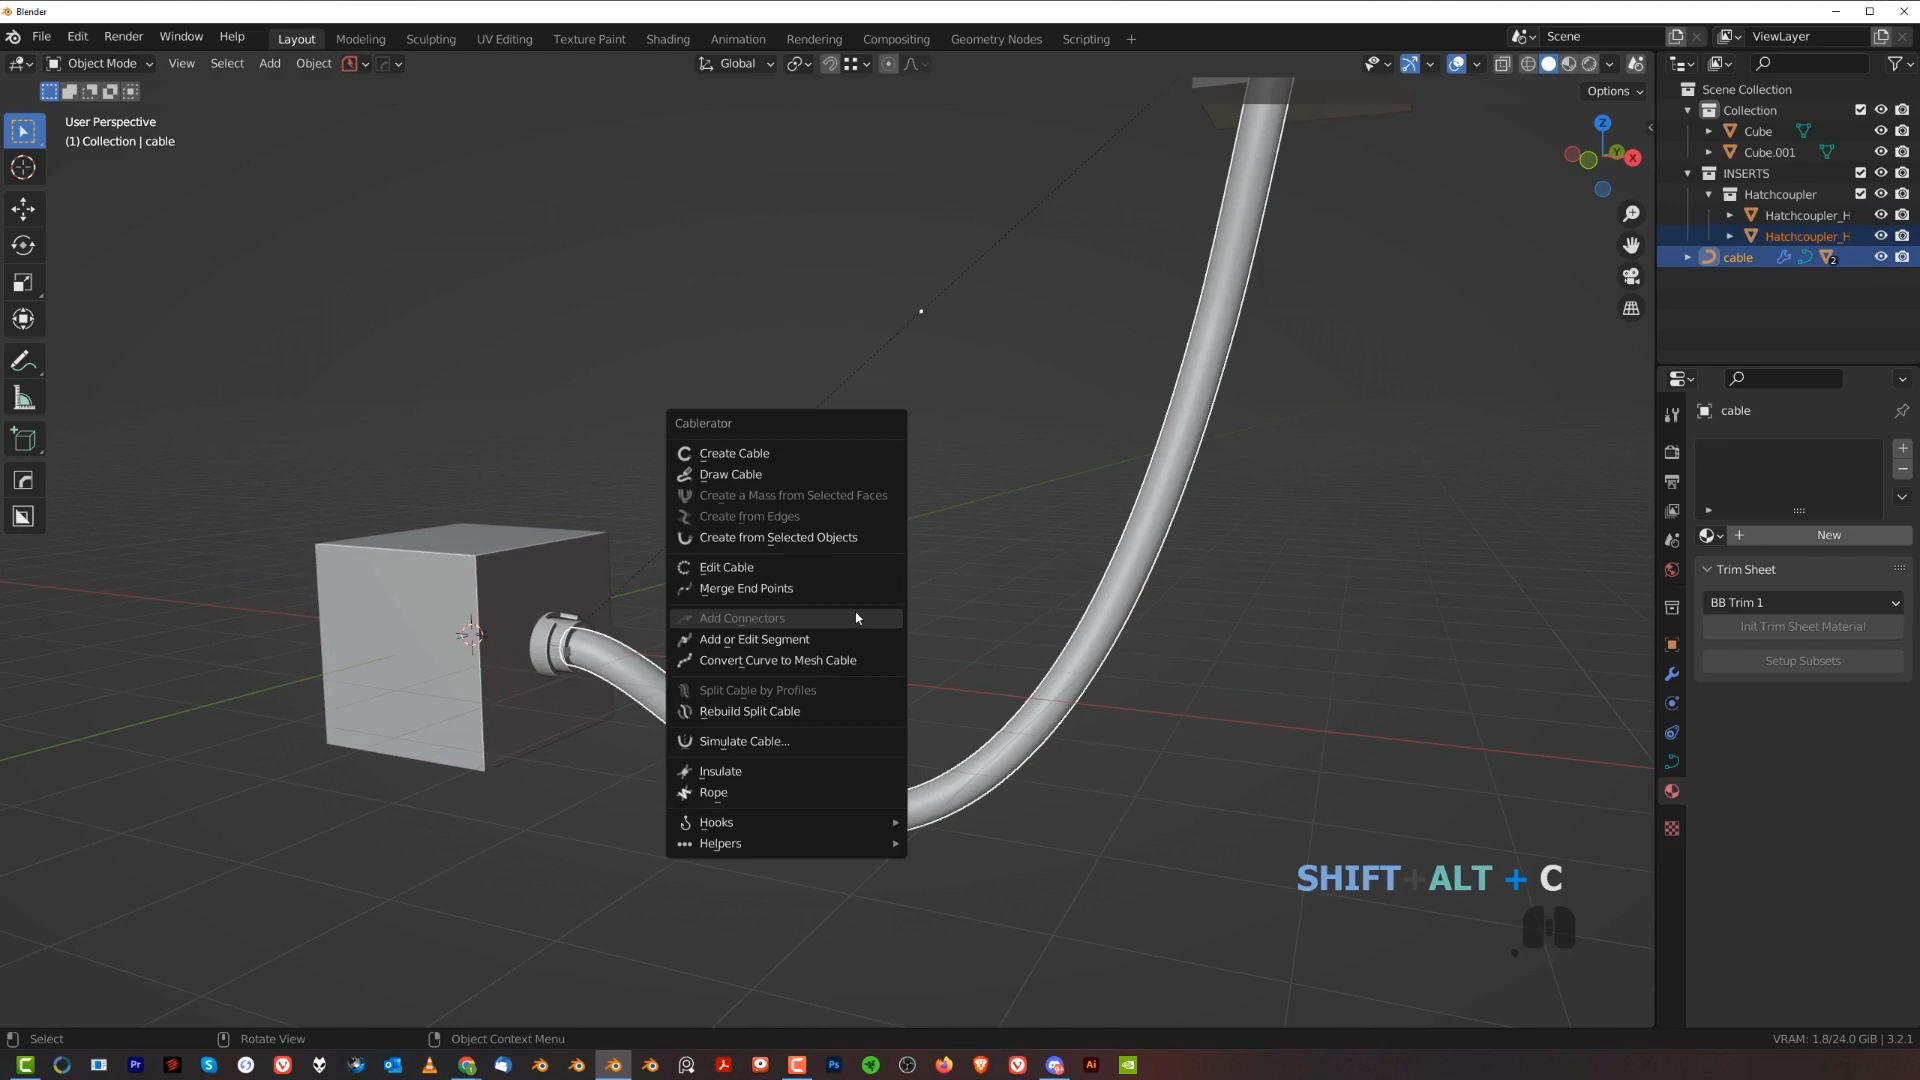 Blender
File Edit Render Window Help Layout Modeling Sculpting UV Editing Texture Paint Shading Animation Rendering Compositing Geometry Nodes Scripting + Scene ViewLayer
Object Mode View Select Add Object Global
Options
User Perspective
(1) Collection | cable
Z
Y
X
Scene Collection
Collection
Cube
Cube.001
INSERTS
Hatchcoupler
Hatchcoupler_H
Hatchcoupler_H
cable 2
cable
New
Trim Sheet
BB Trim 1
Init Trim Sheet Material
Setup Subsets
Cablerator
Create Cable
Draw Cable
Create a Mass from Selected Faces
Create from Edges
Create from Selected Objects
Edit Cable
Merge End Points
Add Connectors
Add or Edit Segment
Convert Curve to Mesh Cable
Split Cable by Profiles
Rebuild Split Cable
Simulate Cable...
Insulate
Rope
Hooks
Helpers
SHIFT + ALT + C
Select Rotate View Object Context Menu VRAM: 1.8/24.0 GiB | 3.2.1
Pr S Ps Ai